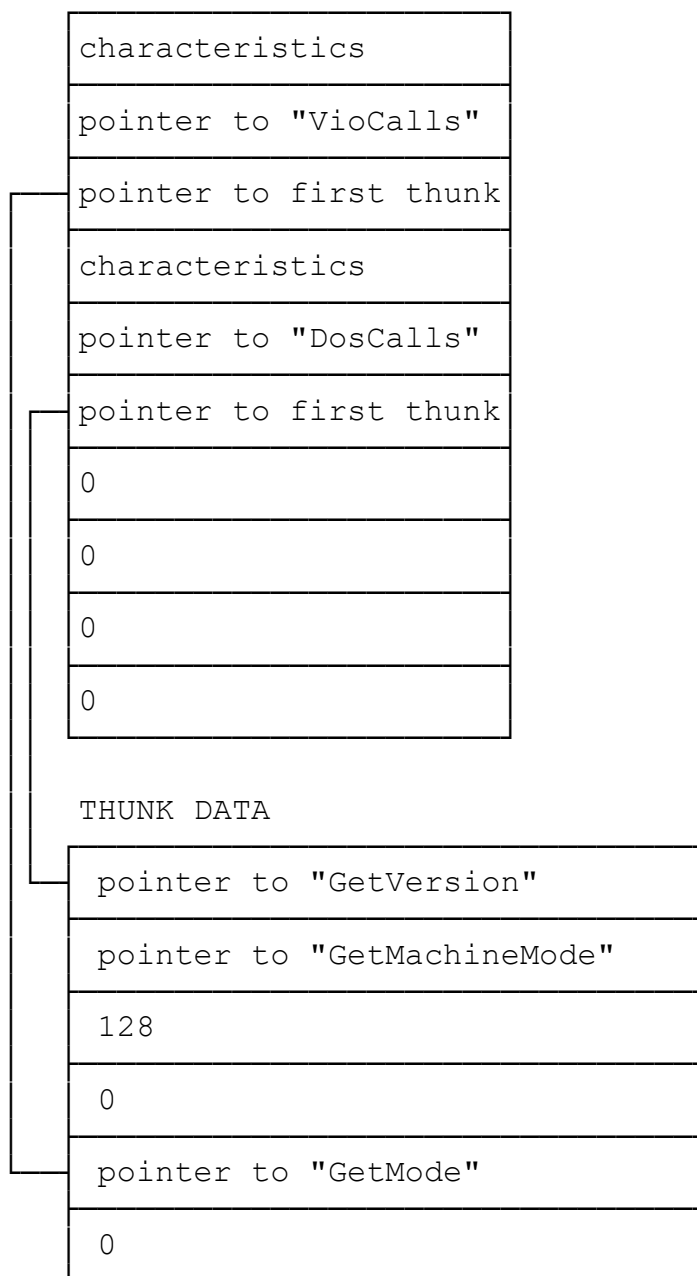 characteristics
pointer to "VioCalls"
pointer to first thunk
characteristics
pointer to "DosCalls"
pointer to first thunk
0
0
0
0
THUNK DATA
pointer to "GetVersion"
pointer to "GetMachineMode"
128
0
pointer to "GetMode"
0